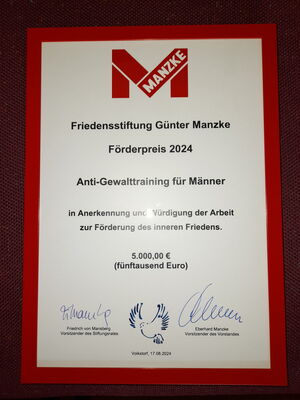 MANZKE
Friedensstiftung Günter Manzke
Förderpreis 2024
Anti-Gewalttraining für Männer
in Anerkennung und Würdigung der Arbeit
zur Förderung des inneren Friedens.
5.000,00 €
(fünftausend Euro)
Friedrich von Mansberg
Vorsitzender des Stiftungsrates
Eberhard Manzke
Vorsitzender des Vorstandes
Volkstorf, 17.08.2024